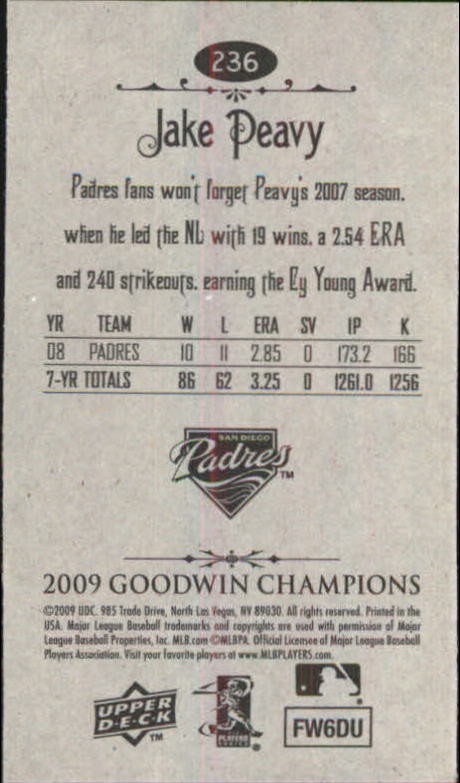 236
Jake Peavy
Padres fans won't forget Peavy's 2007 season,
when he led the NL with 19 wins, a 2.54 ERA
and 240 strikeouts, earning the Cy Young Award.
YR TEAM W L ERA SV IP K
08 PADRES 10 11 2.85 0 173.2 166
7-YR TOTALS 86 62 3.25 0 1261.0 1256
SAN DIEGO
Padres TM
2009 GOODWIN CHAMPIONS
©2009 UDC. 985 Trade Drive, North Las Vegas, NV 89030. All rights reserved. Printed in the
USA. Major League Baseball trademarks and copyrights are used with permission of Major
League Baseball Properties, Inc. MLB.com ©MLBPA. Official Licensee of Major League Baseball
Players Association. Visit your favorite players at www.MLBPLAYERS.com.
UPPER
D·E·C·K
TM
PLAYERS
CHOICE ®
FW6DU